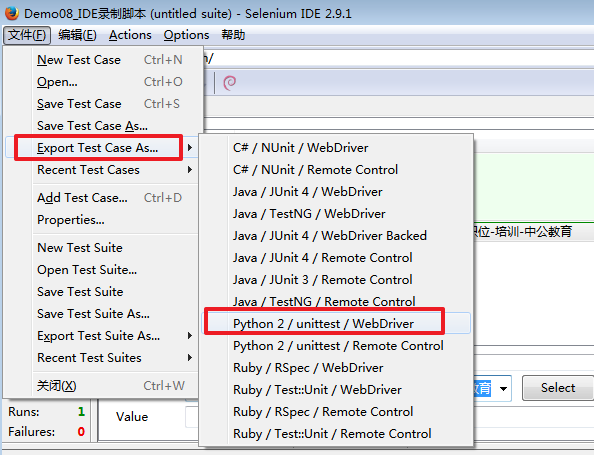 Demo08_IDE录制脚本 (untitled suite) - Selenium IDE 2.9.1
文件(F) 编辑(E) Actions Options 帮助
New Test Case Ctrl+N
Open... Ctrl+O
Save Test Case Ctrl+S
Save Test Case As...
Export Test Case As...
Recent Test Cases
Add Test Case... Ctrl+D
Properties...
New Test Suite
Open Test Suite...
Save Test Suite
Save Test Suite As...
Export Test Suite As...
Recent Test Suites
关闭(X) Ctrl+W
C# / NUnit / WebDriver
C# / NUnit / Remote Control
Java / JUnit 4 / WebDriver
Java / TestNG / WebDriver
Java / JUnit 4 / WebDriver Backed
Java / JUnit 4 / Remote Control
Java / JUnit 3 / Remote Control
Java / TestNG / Remote Control
Python 2 / unittest / WebDriver
Python 2 / unittest / Remote Control
Ruby / RSpec / WebDriver
Ruby / Test::Unit / WebDriver
Ruby / RSpec / Remote Control
Ruby / Test::Unit / Remote Control
位-培训-中公教育
教育 Select
Runs: 1
Failures: 0
Value